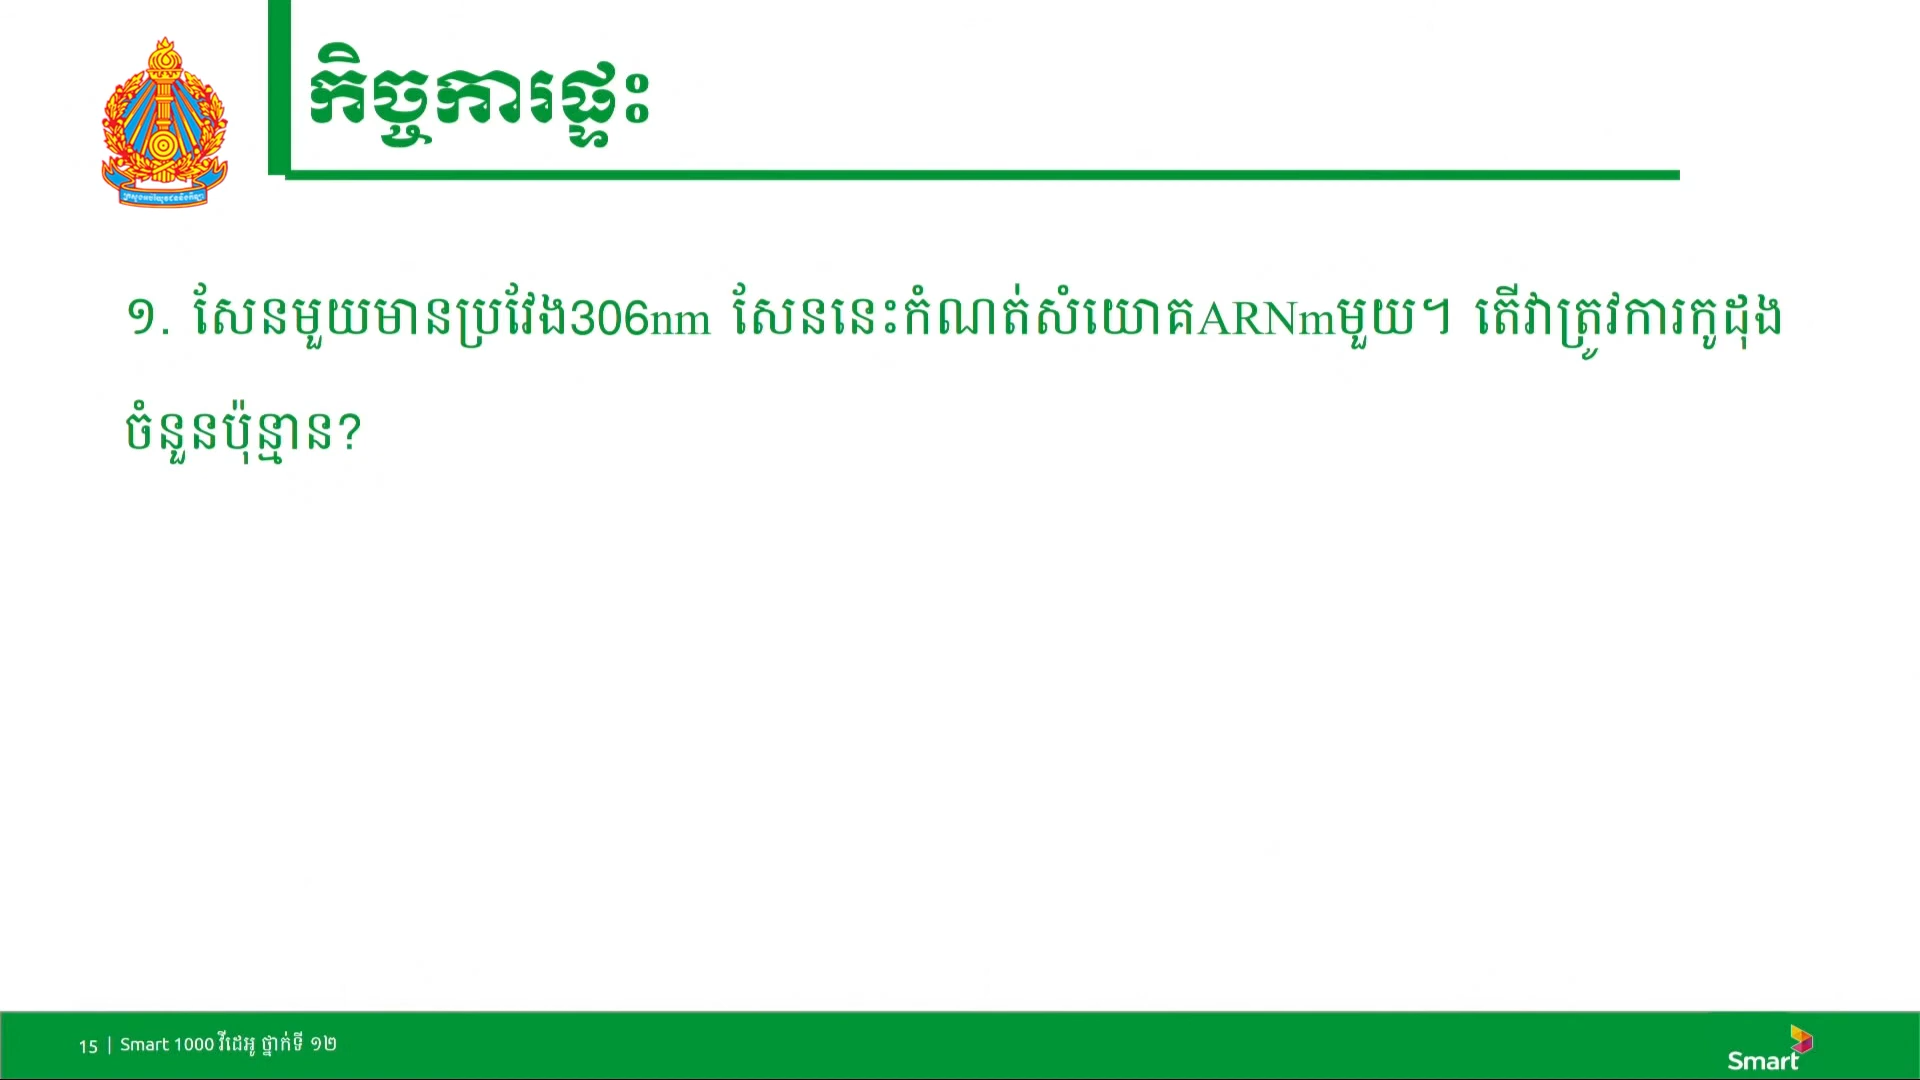 កិច្ចការផ្ទះ
១. សែនមួយមានប្រវែង306nm សែននេះកំណត់សំយោគARNmមួយ។ តើវាត្រូវការកូដុង
ចំនួនប៉ុន្មាន?
15 | Smart 1000 វីដេអូ ថ្នាក់ទី ១២
Smart